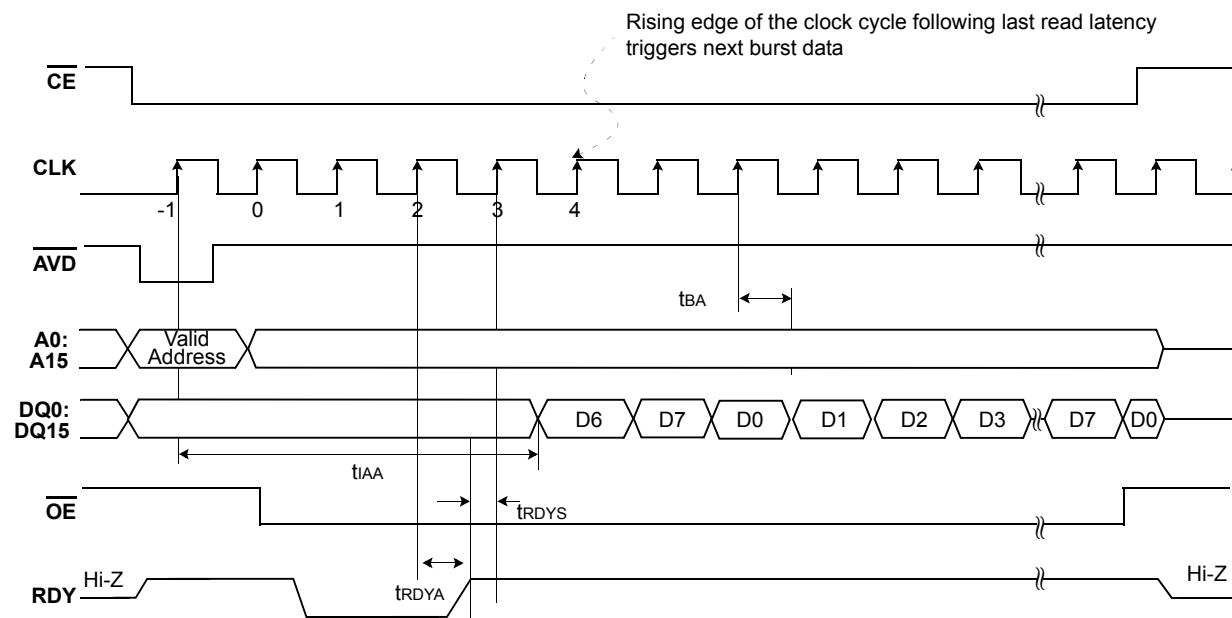 Rising edge of the clock cycle following last read latency
triggers next burst data
CE
CLK
-1 0 1 2 3 4
AVD
tBA
A0:
A15
Valid
Address
DQ0:
DQ15
D6 D7 D0 D1 D2 D3 D7 D0
tIAA
OE
tRDYS
Hi-Z
RDY
tRDYA
Hi-Z